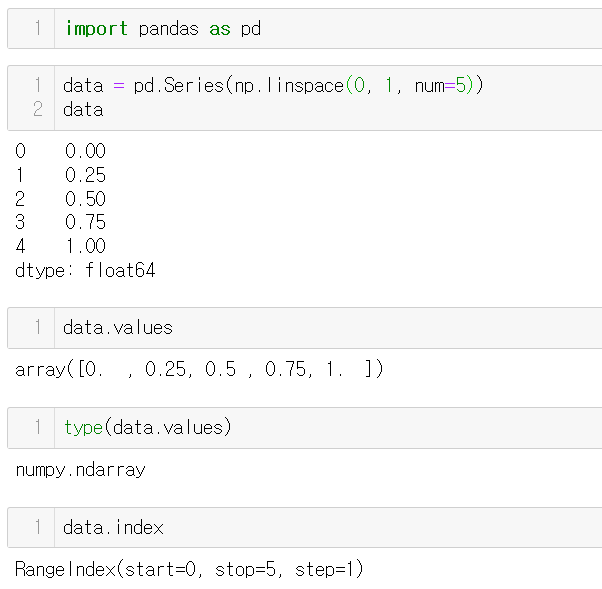 1 import pandas as pd
1 data = pd.Series(np.linspace(0, 1, num=5))
2 data
0 0.00
1 0.25
2 0.50
3 0.75
4 1.00
dtype: float64
1 data.values
array([0. , 0.25, 0.5 , 0.75, 1. ])
1 type(data.values)
numpy.ndarray
1 data.index
RangeIndex(start=0, stop=5, step=1)